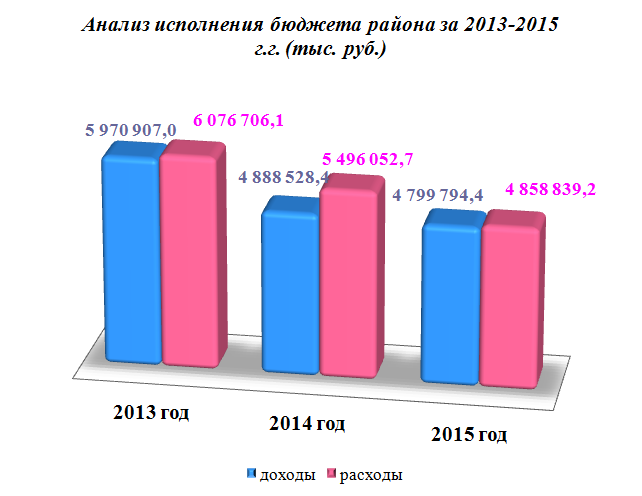 Анализ исполнения бюджета района за 2013-2015
г.г. (тыс. руб.)
5 970 907,0
6 076 706,1
4 888 528,4
5 496 052,7
4 799 794,4
4 858 839,2
2013 год
2014 год
2015 год
доходы расходы